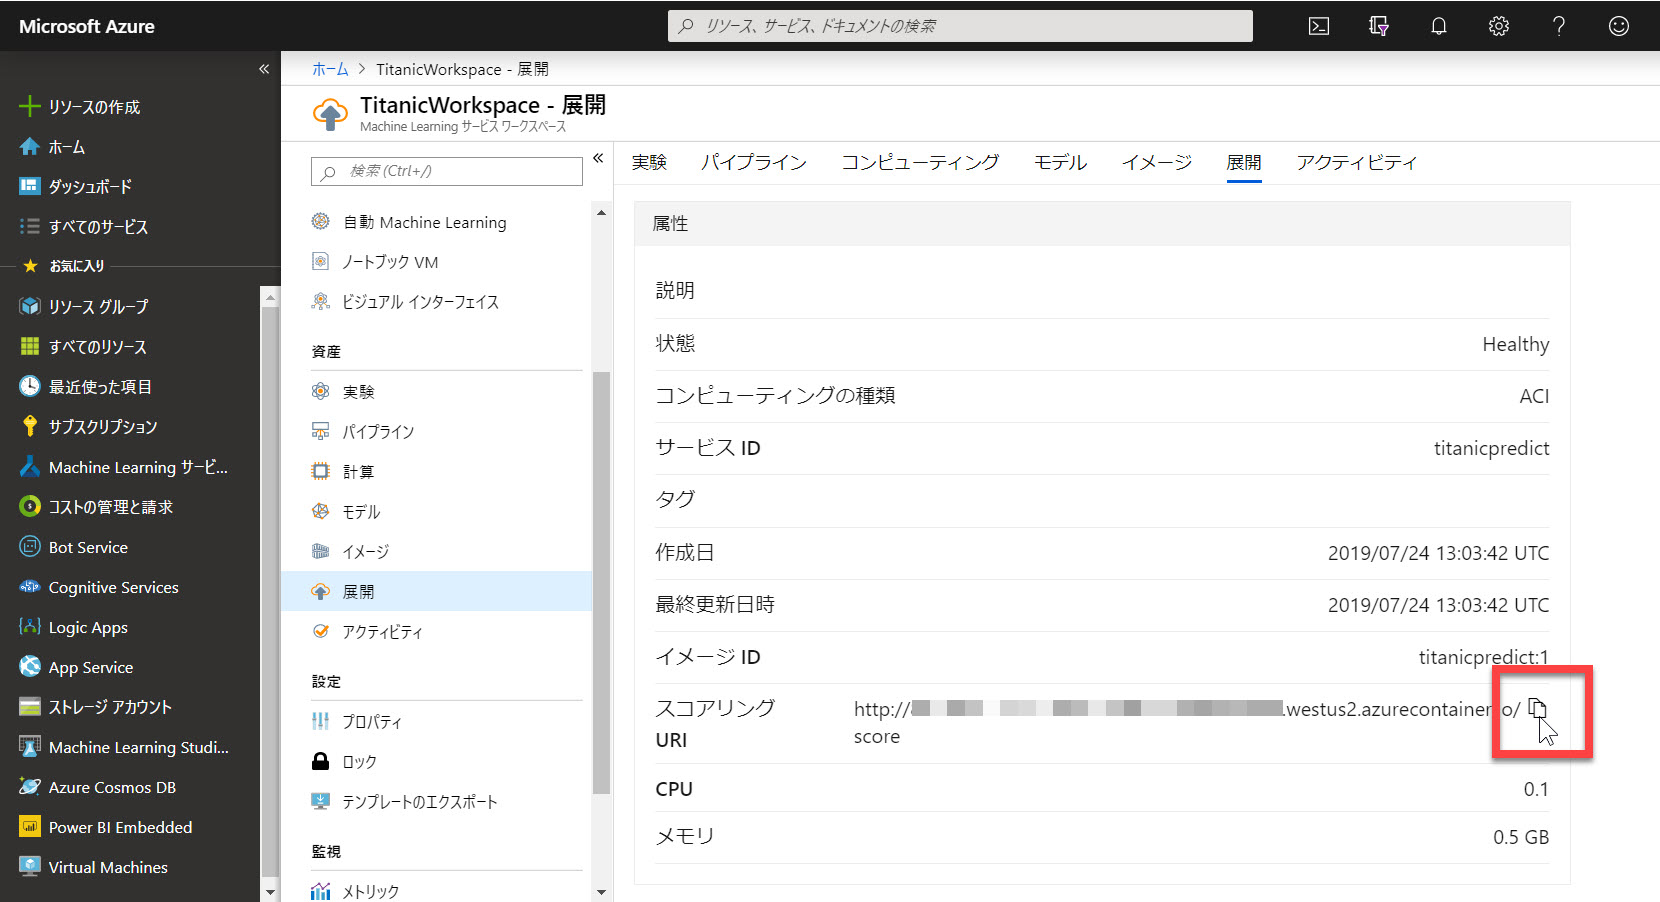 Microsoft Azure
リソース、サービス、ドキュメントの検索
リソースの作成
ホーム
ダッシュボード
すべてのサービス
お気に入り
リソース グループ
すべてのリソース
最近使った項目
サブスクリプション
Machine Learning サービ...
コストの管理と請求
Bot Service
Cognitive Services
Logic Apps
App Service
ストレージ アカウント
Machine Learning Studi...
Azure Cosmos DB
Power BI Embedded
Virtual Machines
ホーム > TitanicWorkspace - 展開
TitanicWorkspace - 展開
Machine Learning サービス ワークスペース
検索 (Ctrl+/)
自動 Machine Learning
ノートブック VM
ビジュアル インターフェイス
資産
実験
パイプライン
計算
モデル
イメージ
展開
アクティビティ
設定
プロパティ
ロック
テンプレートのエクスポート
監視
メトリック
実験 パイプライン コンピューティング モデル イメージ 展開 アクティビティ
属性
説明
状態 Healthy
コンピューティングの種類 ACI
サービス ID titanicpredict
タグ
作成日 2019/07/24 13:03:42 UTC
最終更新日時 2019/07/24 13:03:42 UTC
イメージ ID titanicpredict:1
スコアリング URI http:// .westus2.azurecontainer.io/
score
CPU 0.1
メモリ 0.5 GB